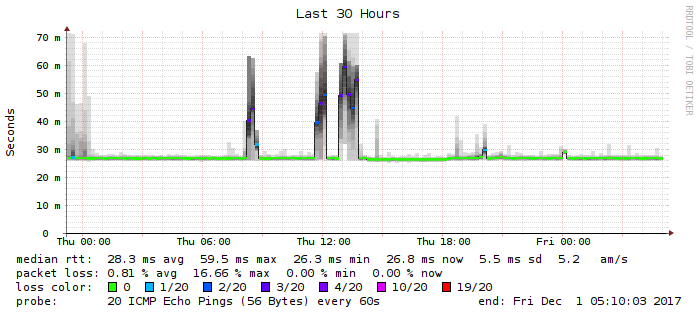 Last 30 Hours
RRDTOOL / TOBI OETIKER
Seconds
70 m
60 m
50 m
40 m
30 m
20 m
10 m
0
Thu 00:00 Thu 06:00 Thu 12:00 Thu 18:00 Fri 00:00
median rtt: 28.3 ms avg 59.5 ms max 26.3 ms min 26.8 ms now 5.5 ms sd 5.2 am/s
packet loss: 0.81 % avg 16.66 % max 0.00 % min 0.00 % now
loss color: 0 1/20 2/20 3/20 4/20 10/20 19/20
probe: 20 ICMP Echo Pings (56 Bytes) every 60s end: Fri Dec 1 05:10:03 2017